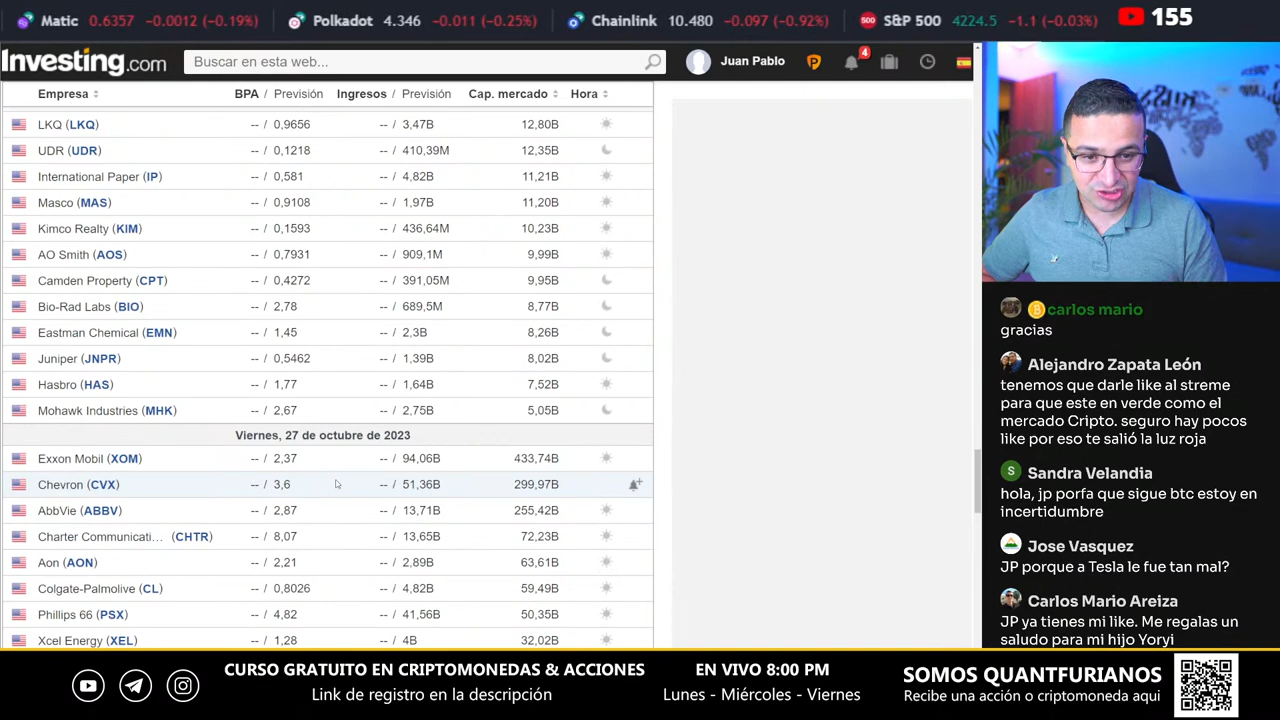 Matic 0.6357 -0.0012 (-0.19%) Polkadot 4.346 -0.011 (-0.25%) Chainlink 10.480 -0.097 (-0.92%) 500 S&P 500 4224.5 -1.1 (-0.03%) 155
Investing.com Buscar en esta web... Juan Pablo P 4
Empresa BPA / Previsión Ingresos / Previsión Cap. mercado Hora
LKQ (LKQ) -- / 0,9656 -- / 3,47B 12,80B
UDR (UDR) -- / 0,1218 -- / 410,39M 12,35B
International Paper (IP) -- / 0,581 -- / 4,82B 11,21B
Masco (MAS) -- / 0,9108 -- / 1,97B 11,20B
Kimco Realty (KIM) -- / 0,1593 -- / 436,64M 10,23B
AO Smith (AOS) -- / 0,7931 -- / 909,1M 9,99B
Camden Property (CPT) -- / 0,4272 -- / 391,05M 9,95B
Bio-Rad Labs (BIO) -- / 2,78 -- / 689,5M 8,77B
Eastman Chemical (EMN) -- / 1,45 -- / 2,3B 8,26B
Juniper (JNPR) -- / 0,5462 -- / 1,39B 8,02B
Hasbro (HAS) -- / 1,77 -- / 1,64B 7,52B
Mohawk Industries (MHK) -- / 2,67 -- / 2,75B 5,05B
Viernes, 27 de octubre de 2023
Exxon Mobil (XOM) -- / 2,37 -- / 94,06B 433,74B
Chevron (CVX) -- / 3,6 -- / 51,36B 299,97B
AbbVie (ABBV) -- / 2,87 -- / 13,71B 255,42B
Charter Communicati... (CHTR) -- / 8,07 -- / 13,65B 72,23B
Aon (AON) -- / 2,21 -- / 2,89B 63,61B
Colgate-Palmolive (CL) -- / 0,8026 -- / 4,82B 59,49B
Phillips 66 (PSX) -- / 4,82 -- / 41,56B 50,35B
Xcel Energy (XEL) -- / 1,28 -- / 4B 32,02B
carlos mario
gracias
Alejandro Zapata León
tenemos que darle like al streme
para que este en verde como el
mercado Cripto. seguro hay pocos
like por eso te salió la luz roja
S Sandra Velandia
hola, jp porfa que sigue btc estoy en
incertidumbre
Jose Vasquez
JP porque a Tesla le fue tan mal?
Carlos Mario Areiza
JP ya tienes mi like. Me regalas un
saludo para mi hijo Yoryi
CURSO GRATUITO EN CRIPTOMONEDAS & ACCIONES
Link de registro en la descripción
EN VIVO 8:00 PM
Lunes - Miércoles - Viernes
SOMOS QUANTFURIANOS
Recibe una acción o criptomoneda aqui